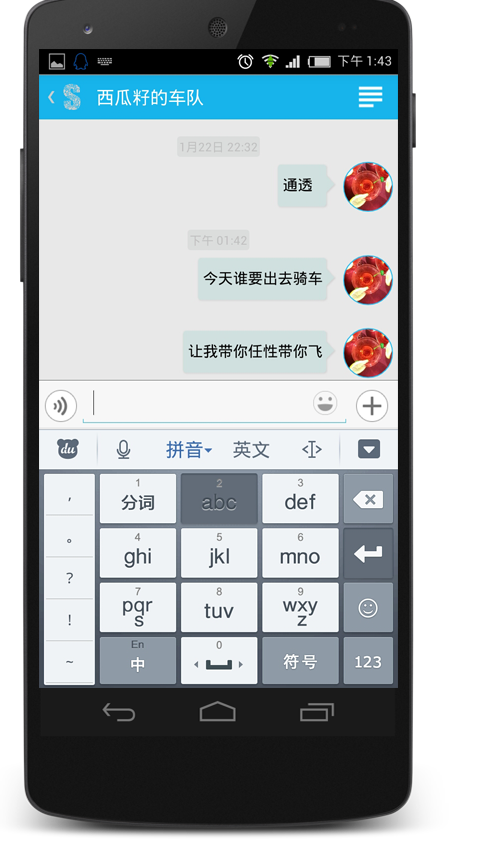 下午 1:43
西瓜籽的车队
1月22日 22:32
通透
下午 01:42
今天谁要出去骑车
让我带你任性带你飞
du 拼音 英文
, 1 分词 2 abc 3 def
。 4 ghi 5 jkl 6 mno
? 7 pqrs 8 tuv 9 wxyz
!
~ En 中 0 符号 123